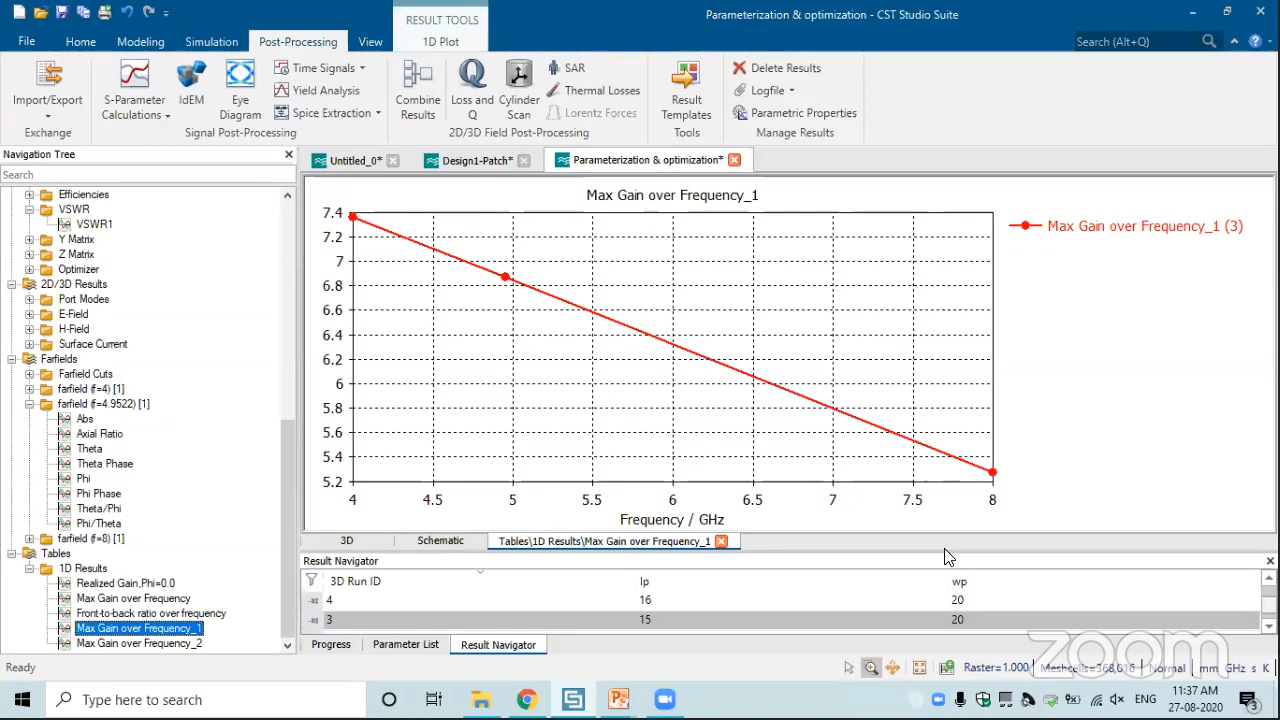 RESULT TOOLS
Parameterization & optimization - CST Studio Suite
File Home Modeling Simulation Post-Processing View 1D Plot Search (Alt+Q)
Import/Export
Exchange
S-Parameter Calculations
IdEM
Eye Diagram
Time Signals
Yield Analysis
Spice Extraction
Signal Post-Processing
Combine Results
Loss and Q
Cylinder Scan
SAR
Thermal Losses
Lorentz Forces
2D/3D Field Post-Processing
Result Templates
Tools
Delete Results
Logfile
Parametric Properties
Manage Results
Navigation Tree
Search
Efficiencies
VSWR
VSWR1
Y Matrix
Z Matrix
Optimizer
2D/3D Results
Port Modes
E-Field
H-Field
Surface Current
Farfields
Farfield Cuts
farfield (f=4) [1]
farfield (f=4.9522) [1]
Abs
Axial Ratio
Theta
Theta Phase
Phi
Phi Phase
Theta/Phi
Phi/Theta
farfield (f=8) [1]
Tables
1D Results
Realized Gain,Phi=0.0
Max Gain over Frequency
Front-to-back ratio over frequency
Max Gain over Frequency_1
Max Gain over Frequency_2
Untitled_0* Design1-Patch* Parameterization & optimization*
Max Gain over Frequency_1
7.4
7.2
7
6.8
6.6
6.4
6.2
6
5.8
5.6
5.4
5.2
4 4.5 5 5.5 6 6.5 7 7.5 8
Frequency / GHz
Max Gain over Frequency_1 (3)
3D Schematic Tables\1D Results\Max Gain over Frequency_1
Result Navigator
3D Run ID lp wp
4 16 20
3 15 20
Progress Parameter List Result Navigator
zoom
Ready Raster=1.000 Meshcells=368,016 Normal mm GHz s K
Type here to search
ENG
11:37 AM
27-08-2020
3